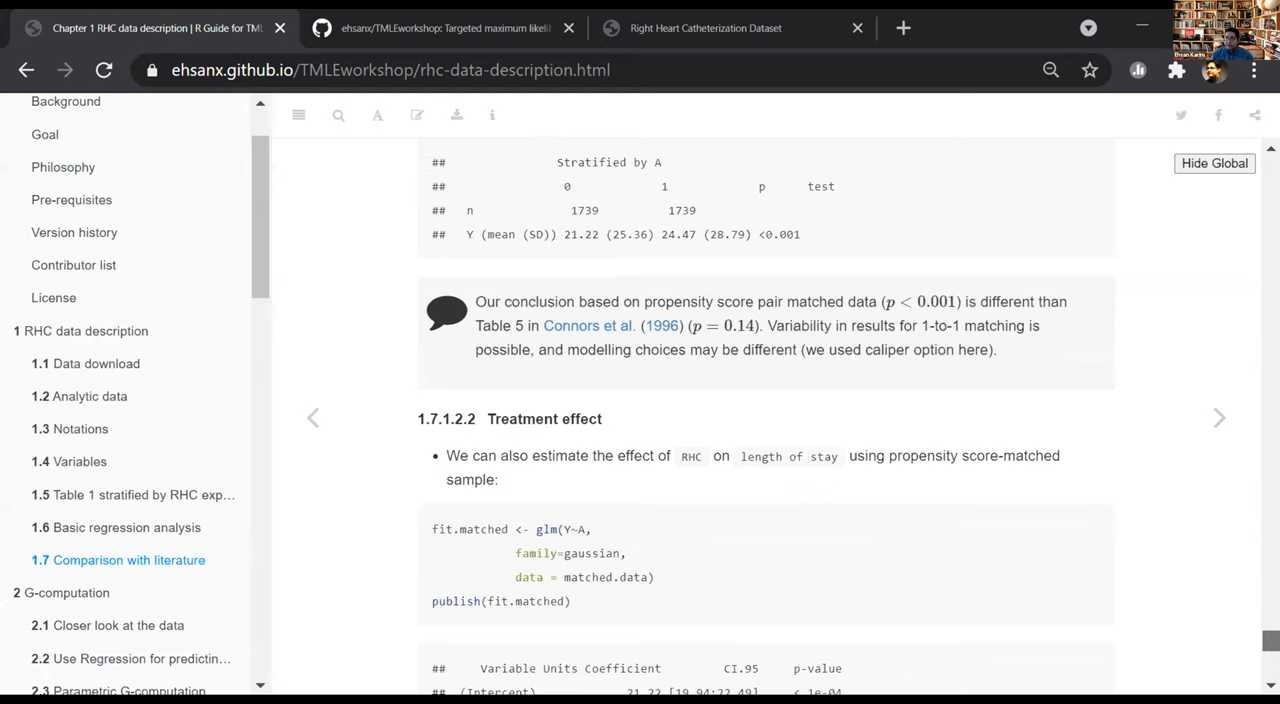 Chapter 1 RHC data description | R Guide for TML
ehsanx/TMLEworkshop: Targeted maximum likeli
Right Heart Catheterization Dataset
Ehsan Karim
ehsanx.github.io/TMLEworkshop/rhc-data-description.html
Background
Goal
Philosophy
Pre-requisites
Version history
Contributor list
License
1 RHC data description
1.1 Data download
1.2 Analytic data
1.3 Notations
1.4 Variables
1.5 Table 1 stratified by RHC exp...
1.6 Basic regression analysis
1.7 Comparison with literature
2 G-computation
2.1 Closer look at the data
2.2 Use Regression for predictin...
2.3 Parametric G-computation
Hide Global
## Stratified by A
## 0 1 p test
## n 1739 1739
## Y (mean (SD)) 21.22 (25.36) 24.47 (28.79) <0.001
Our conclusion based on propensity score pair matched data (p < 0.001) is different than
Table 5 in Connors et al. (1996) (p = 0.14). Variability in results for 1-to-1 matching is
possible, and modelling choices may be different (we used caliper option here).
1.7.1.2.2 Treatment effect
• We can also estimate the effect of RHC on length of stay using propensity score-matched
sample:
fit.matched <- glm(Y~A,
family=gaussian,
data = matched.data)
publish(fit.matched)
## Variable Units Coefficient CI.95 p-value
## (Intercept) 21.22 [19.94;22.49] < 1e-04